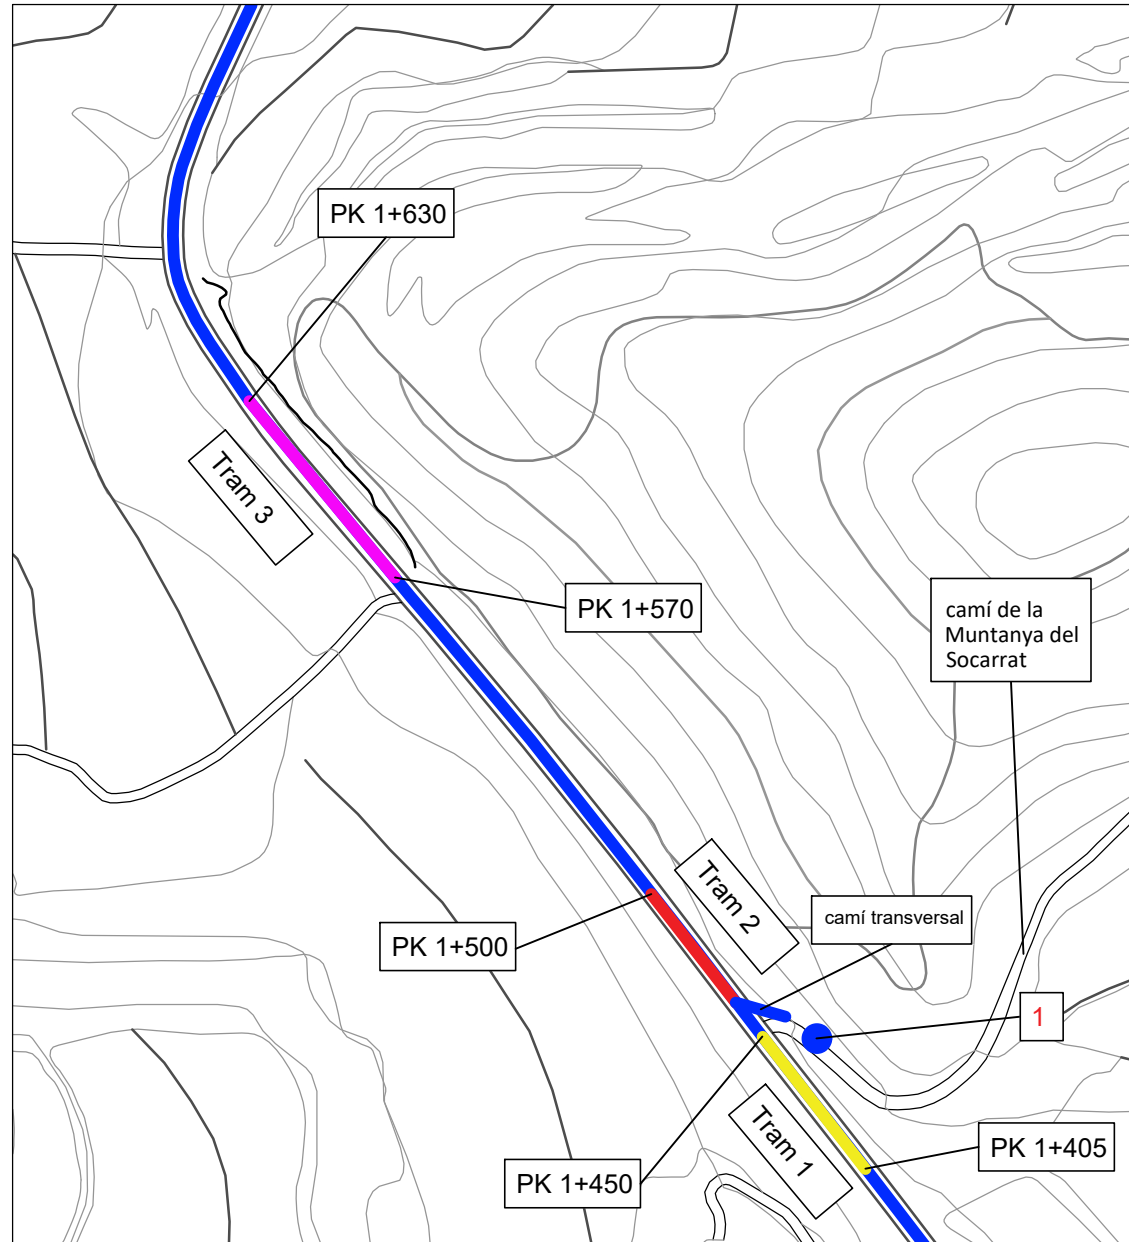 PK 1+630
Tram 3
PK 1+570
camí de la
Muntanya del
Socarrat
Tram 2
camí transversal
PK 1+500
1
Tram 1
PK 1+405
PK 1+450